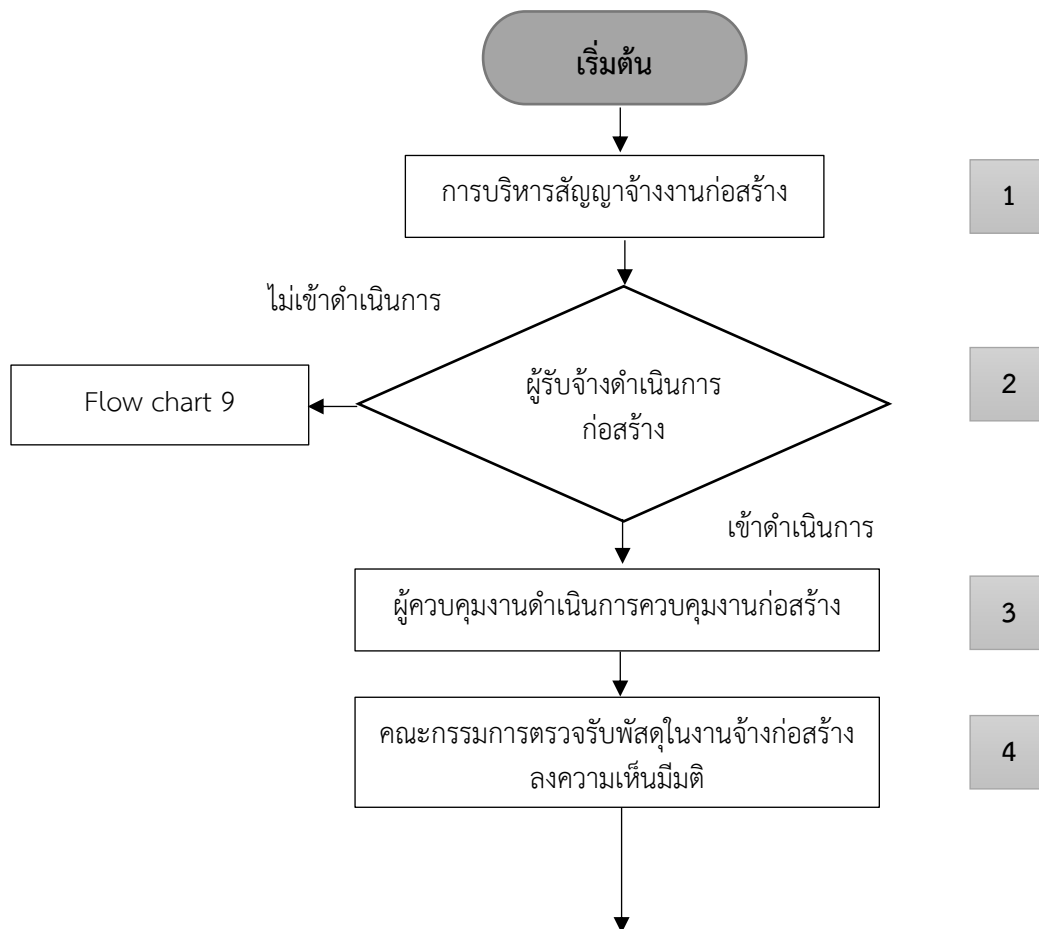 เริ่มต้น
การบริหารสัญญาจ้างงานก่อสร้าง
1
ไม่เข้าดำเนินการ
ผู้รับจ้างดำเนินการ
ก่อสร้าง
2
Flow chart 9
เข้าดำเนินการ
ผู้ควบคุมงานดำเนินการควบคุมงานก่อสร้าง
3
คณะกรรมการตรวจรับพัสดุในงานจ้างก่อสร้าง
ลงความเห็นมีมติ
4